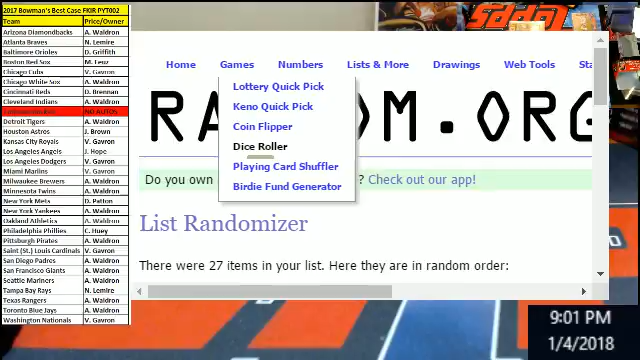 2017 Bowman's Best Case FKIR PYT002
Team Price/Owner
Arizona Diamondbacks A. Waldron
Atlanta Braves N. Lemire
Baltimore Orioles D. Griffith
Boston Red Sox M. Feuz
Chicago Cubs V. Gavron
Chicago White Sox A. Waldron
Cincinnati Reds D. Brennan
Cleveland Indians A. Waldron
NO AUTOS
Detroit Tigers A. Waldron
Houston Astros J. Brown
Kansas City Royals V. Gavron
Los Angeles Angels J. Hope
Los Angeles Dodgers V. Gavron
Miami Marlins V. Gavron
Milwaukee Brewers A. Waldron
Minnesota Twins A. Waldron
New York Mets D. Patton
New York Yankees A. Waldron
Oakland Athletics A. Waldron
Philadelphia Phillies C. Huey
Pittsburgh Pirates A. Waldron
Saint (St.) Louis Cardinals V. Gavron
San Diego Padres A. Waldron
San Francisco Giants A. Waldron
Seattle Mariners A. Waldron
Tampa Bay Rays N. Lemire
Texas Rangers A. Waldron
Toronto Blue Jays A. Waldron
Washington Nationals V. Gavron
Home Games Numbers Lists & More Drawings Web Tools Sta
Lottery Quick Pick
Keno Quick Pick
Coin Flipper
Dice Roller
Playing Card Shuffler
Birdie Fund Generator
RA M.ORG
Do you own ? Check out our app!
List Randomizer
There were 27 items in your list. Here they are in random order:
9:01 PM
1/4/2018